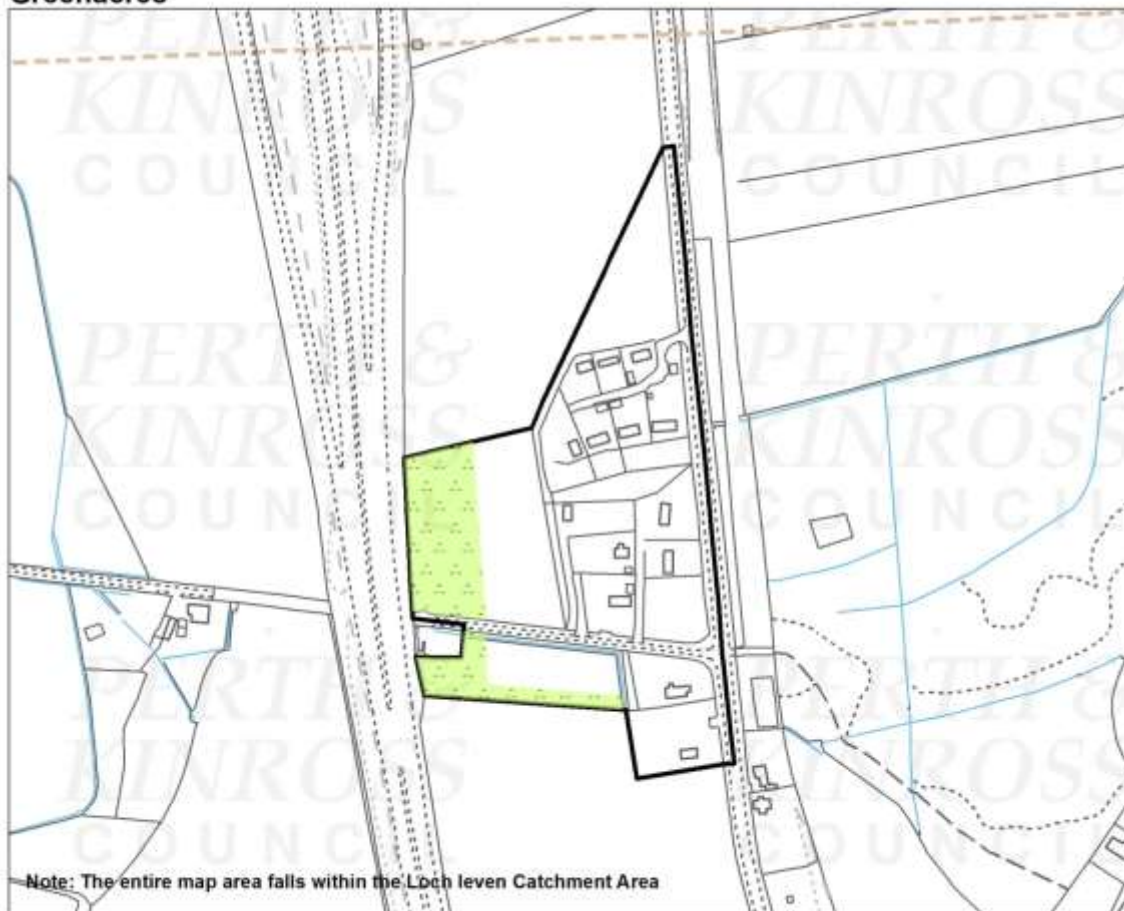 Greenacres
PERTH &
KINROSS
COUNCIL
PERTH &
KINROSS
COUNCIL
PERTH &
KINROSS
COUNCIL
PERTH &
KINROSS
COUNCIL
PERTH &
KINROSS
COUNCIL
PERTH &
KINROSS
COUNCIL
Note: The entire map area falls within the Loch leven Catchment Area